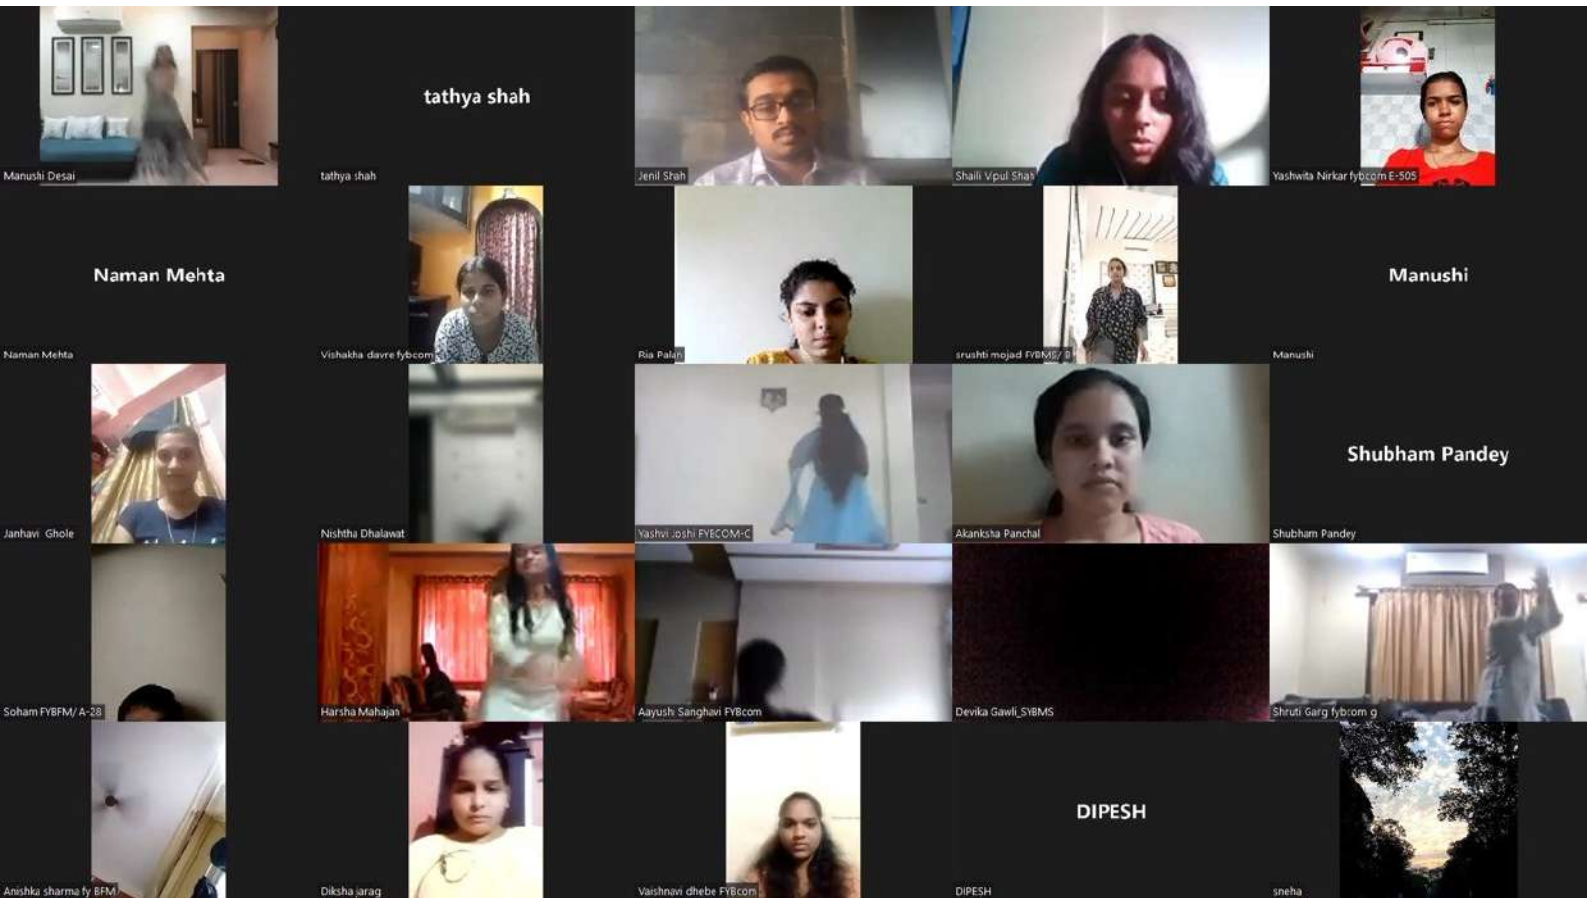 tathya shah
Manushi Desai
tathya shah
Jenil Shah
Shaili Vipul Shah
Yashwita Nirkar fybcom E-505
Naman Mehta
Manushi
Naman Mehta
Vishakha davre fybcom
Ria Palan
srushti mojad FYBMS/ B
Manushi
Shubham Pandey
Janhavi Ghole
Nishtha Dhalawat
Yashvi Joshi FYBCOM-C
Akanksha Panchal
Shubham Pandey
Soham FYBFM/ A-28
Harsha Mahajan
Aayushi Sanghavi FYBcom
Devika Gawli_SYBMS
Shruti Garg fybcom g
DIPESH
Anishka sharma fy BFM
Diksha jarag
Vaishnavi dhebe FYBcom
DIPESH
sneha